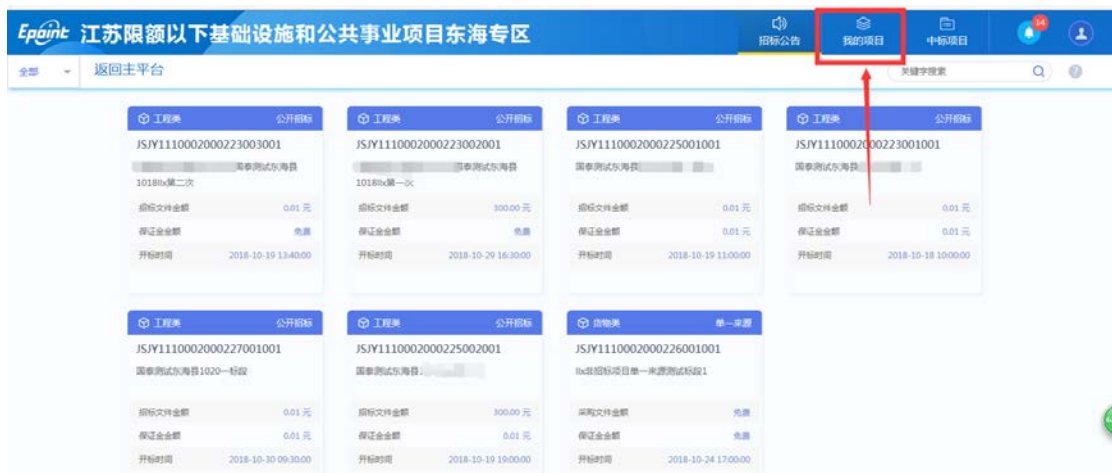 Epoint 江苏限额以下基础设施和公共事业项目东海专区
招标公告
我的项目
中标项目
14
全部
返回主平台
关键字搜索
工程类 公开招标
JSJY1110002000223003001
国泰测试东海县
1018llx第二次
招标文件金额 0.01 元
保证金金额 免费
开标时间 2018-10-19 13:40:00
工程类 公开招标
JSJY1110002000223002001
国泰测试东海县
1018llx第一次
招标文件金额 300.00 元
保证金金额 免费
开标时间 2018-10-29 16:30:00
工程类 公开招标
JSJY1110002000225001001
国泰测试东海县
招标文件金额 0.01 元
保证金金额 0.01 元
开标时间 2018-10-19 11:00:00
工程类 公开招标
JSJY1110002000223001001
国泰测试东海县
招标文件金额 0.01 元
保证金金额 0.01 元
开标时间 2018-10-18 10:00:00
工程类 公开招标
JSJY1110002000227001001
国泰测试东海县1020一标段
招标文件金额 0.01 元
保证金金额 0.01 元
开标时间 2018-10-30 09:30:00
工程类 公开招标
JSJY1110002000225002001
国泰测试东海县
招标文件金额 300.00 元
保证金金额 0.01 元
开标时间 2018-10-19 19:00:00
货物类 单一来源
JSJY1110002000226001001
llx非招标项目单一来源测试标段1
采购文件金额 免费
保证金金额 免费
开标时间 2018-10-24 17:00:00